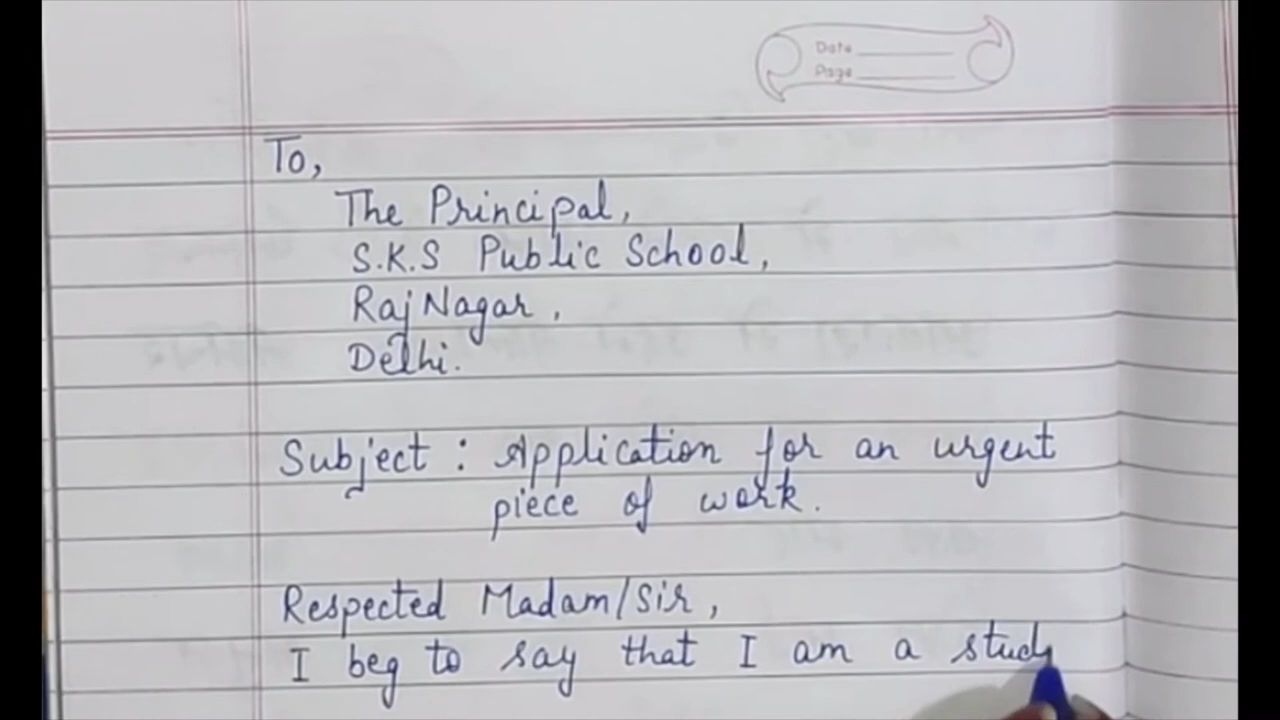 Date
Page
To,
The Principal,
S.K.S Public School,
Raj Nagar,
Delhi.
Subject : Application for an urgent
piece of work.
Respected Madam/Sir,
I beg to say that I am a stud